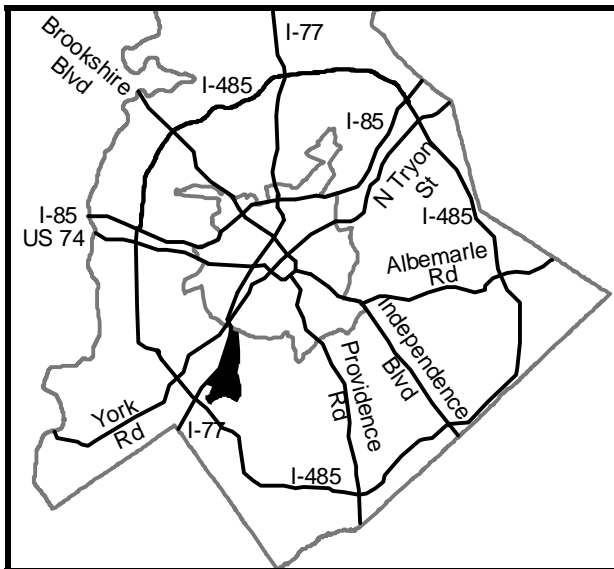 I-77
Brookshire
Blvd
I-485
I-85
N Tryon
St
I-85
US 74
I-485
Albemarle
Rd
Independence
Blvd
Providence
Rd
York
Rd
I-77
I-485